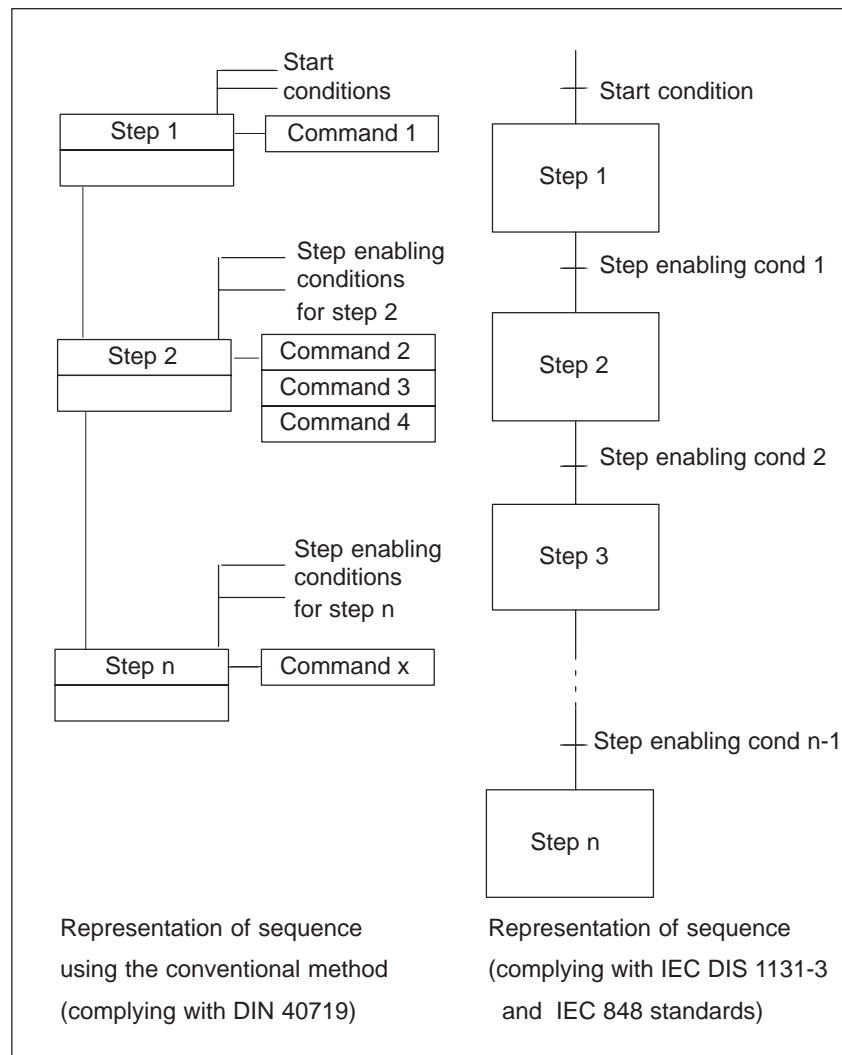 Start
conditions
Step 1
Command 1
Step enabling
conditions
for step 2
Step 2
Command 2
Command 3
Command 4
Step enabling
conditions
for step n
Step n
Command x
Representation of sequence
using the conventional method
(complying with DIN 40719)
Start condition
Step 1
Step enabling cond 1
Step 2
Step enabling cond 2
Step 3
Step enabling cond n-1
Step n
Representation of sequence
(complying with IEC DIS 1131-3
and IEC 848 standards)